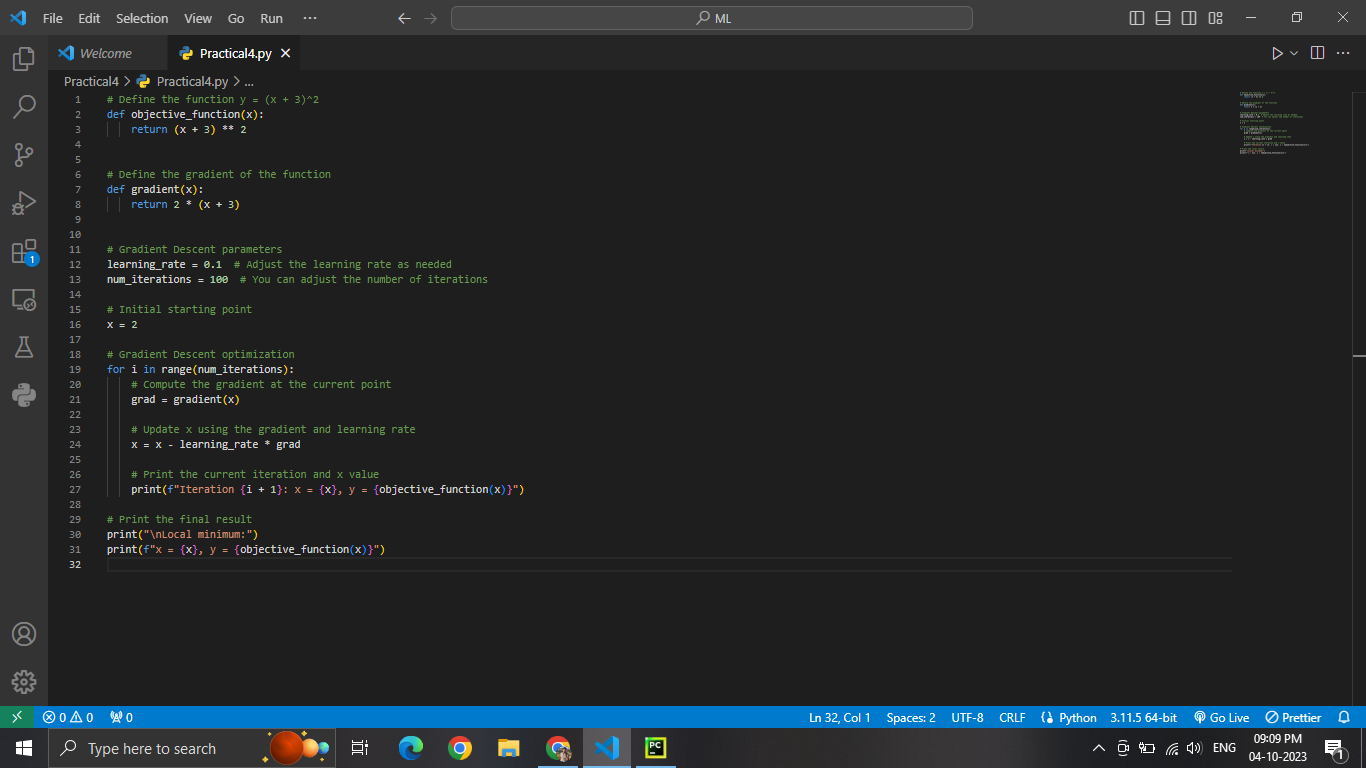 File Edit Selection View Go Run ··· ML
Welcome Practical4.py
Practical4 > Practical4.py > ...
1 # Define the function y = (x + 3)^2
2 def objective_function(x):
3 return (x + 3) ** 2
4
5
6 # Define the gradient of the function
7 def gradient(x):
8 return 2 * (x + 3)
9
10
11 # Gradient Descent parameters
12 learning_rate = 0.1  # Adjust the learning rate as needed
13 num_iterations = 100  # You can adjust the number of iterations
14
15 # Initial starting point
16 x = 2
17
18 # Gradient Descent optimization
19 for i in range(num_iterations):
20 # Compute the gradient at the current point
21 grad = gradient(x)
22
23 # Update x using the gradient and learning rate
24 x = x - learning_rate * grad
25
26 # Print the current iteration and x value
27 print(f"Iteration {i + 1}: x = {x}, y = {objective_function(x)}")
28
29 # Print the final result
30 print("\nLocal minimum:")
31 print(f"x = {x}, y = {objective_function(x)}")
32
1
0 0 0 Ln 32, Col 1 Spaces: 2 UTF-8 CRLF Python 3.11.5 64-bit Go Live Prettier
Type here to search PC ENG 09:09 PM
04-10-2023 1